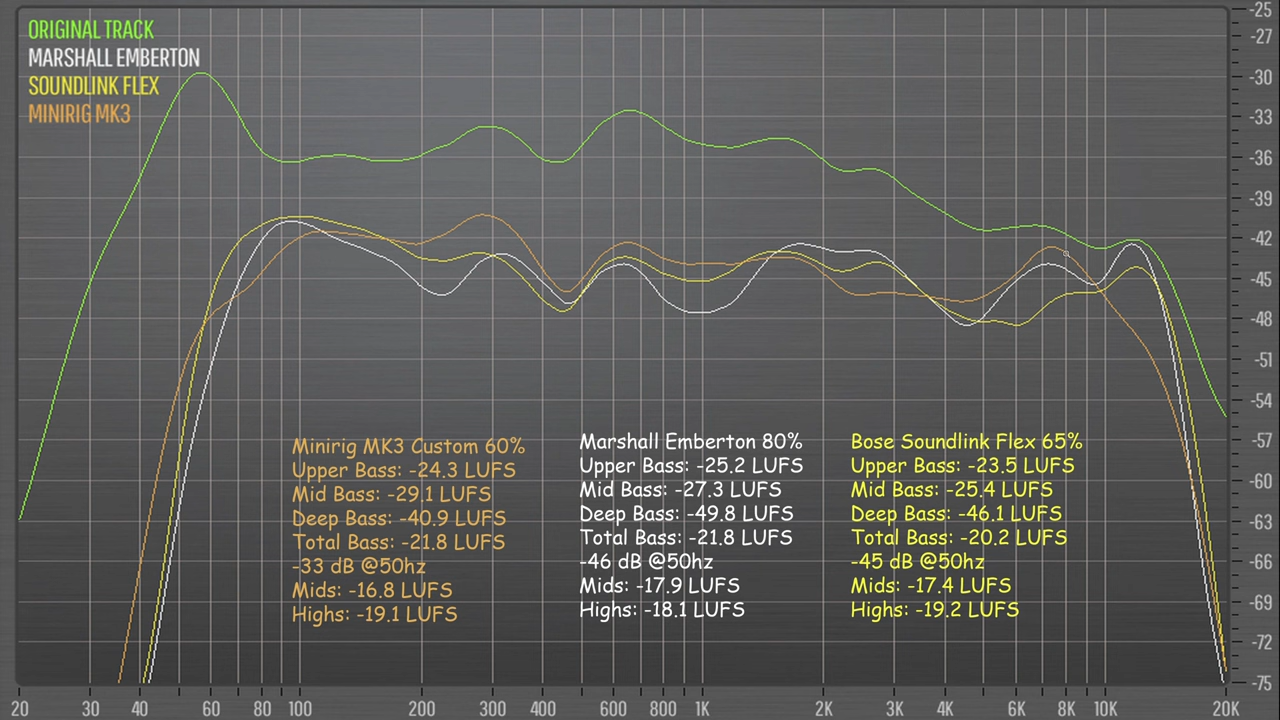 ORIGINAL TRACK
MARSHALL EMBERTON
SOUNDLINK FLEX
MINIRIG MK3
-25
-27
-30
-33
-36
-39
-42
-45
-48
-51
-54
-57
-60
-63
-66
-69
-72
-75
Minirig MK3 Custom 60%
Upper Bass: -24.3 LUFS
Mid Bass: -29.1 LUFS
Deep Bass: -40.9 LUFS
Total Bass: -21.8 LUFS
-33 dB @50hz
Mids: -16.8 LUFS
Highs: -19.1 LUFS
Marshall Emberton 80%
Upper Bass: -25.2 LUFS
Mid Bass: -27.3 LUFS
Deep Bass: -49.8 LUFS
Total Bass: -21.8 LUFS
-46 dB @50hz
Mids: -17.9 LUFS
Highs: -18.1 LUFS
Bose Soundlink Flex 65%
Upper Bass: -23.5 LUFS
Mid Bass: -25.4 LUFS
Deep Bass: -46.1 LUFS
Total Bass: -20.2 LUFS
-45 dB @50hz
Mids: -17.4 LUFS
Highs: -19.2 LUFS
20 30 40 60 80 100 200 300 400 600 800 1K 2K 3K 4K 6K 8K 10K 20K